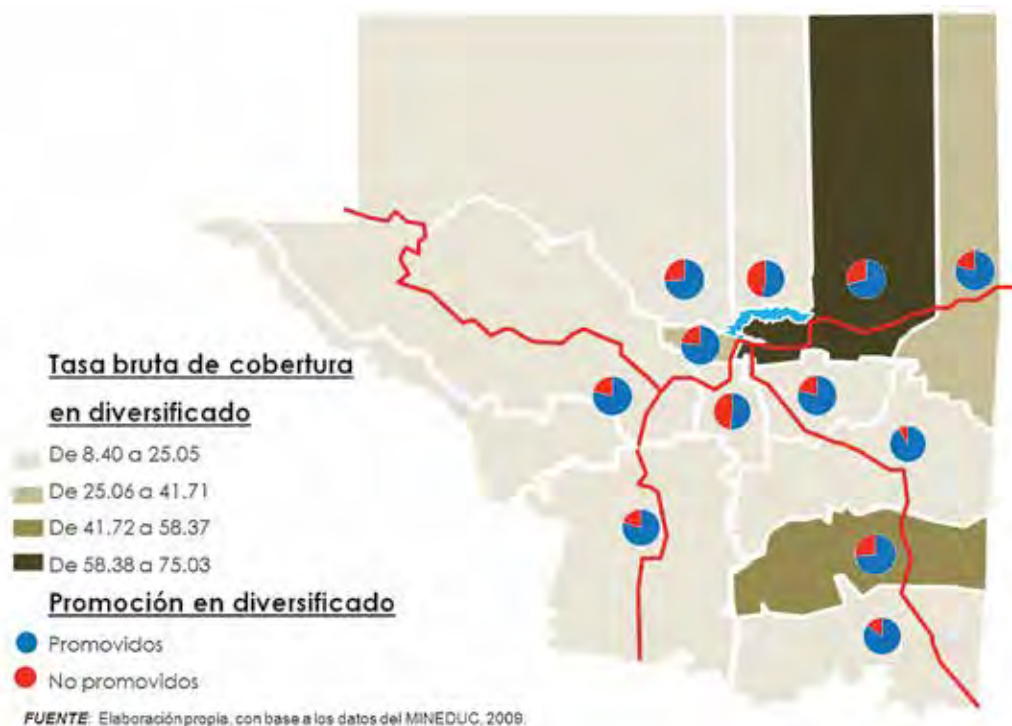 Tasa bruta de cobertura
en diversificado
De 8.40 a 25.05
De 25.06 a 41.71
De 41.72 a 58.37
De 58.38 a 75.03
Promoción en diversificado
Promovidos
No promovidos
FUENTE: Elaboración propia, con base a los datos del MINEDUC, 2009.